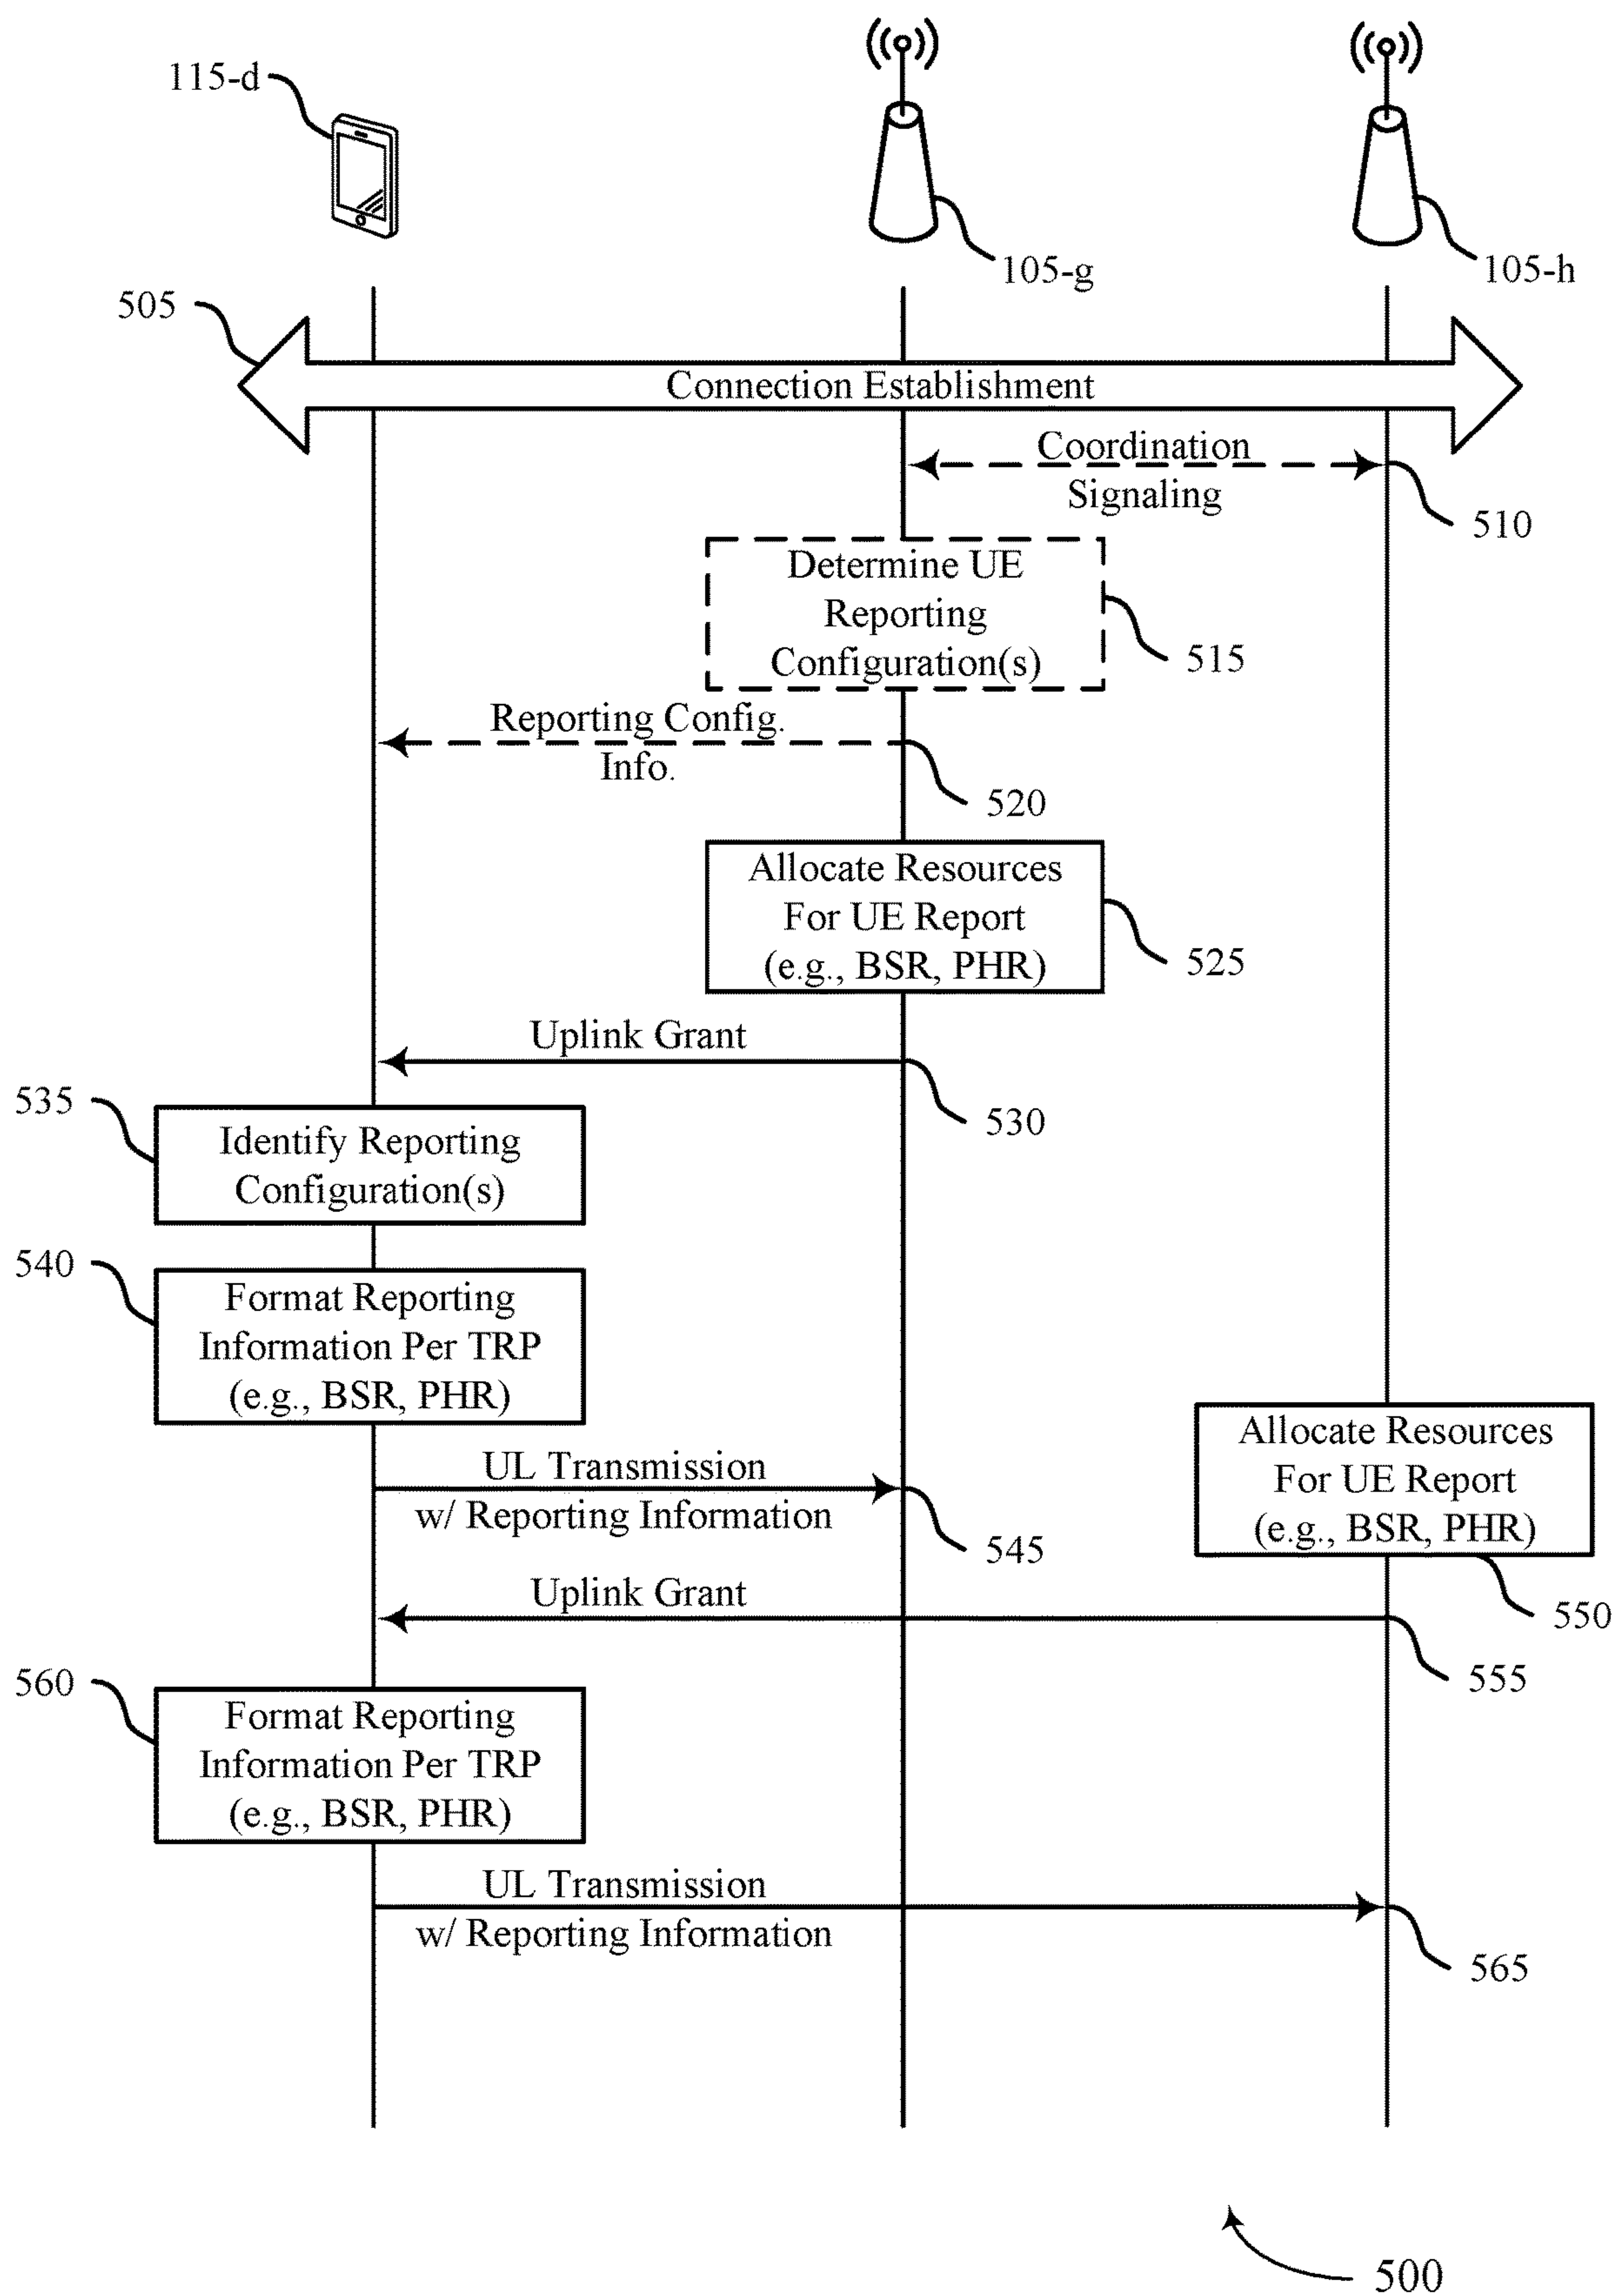 115-d
105-g
105-h
505
Connection Establishment
Coordination
Signaling
510
Determine UE
Reporting
Configuration(s)
515
Reporting Config.
Info.
520
Allocate Resources
For UE Report
(e.g., BSR, PHR)
525
Uplink Grant
530
535
Identify Reporting
Configuration(s)
540
Format Reporting
Information Per TRP
(e.g., BSR, PHR)
UL Transmission
w/ Reporting Information
545
Allocate Resources
For UE Report
(e.g., BSR, PHR)
550
Uplink Grant
555
560
Format Reporting
Information Per TRP
(e.g., BSR, PHR)
UL Transmission
w/ Reporting Information
565
500